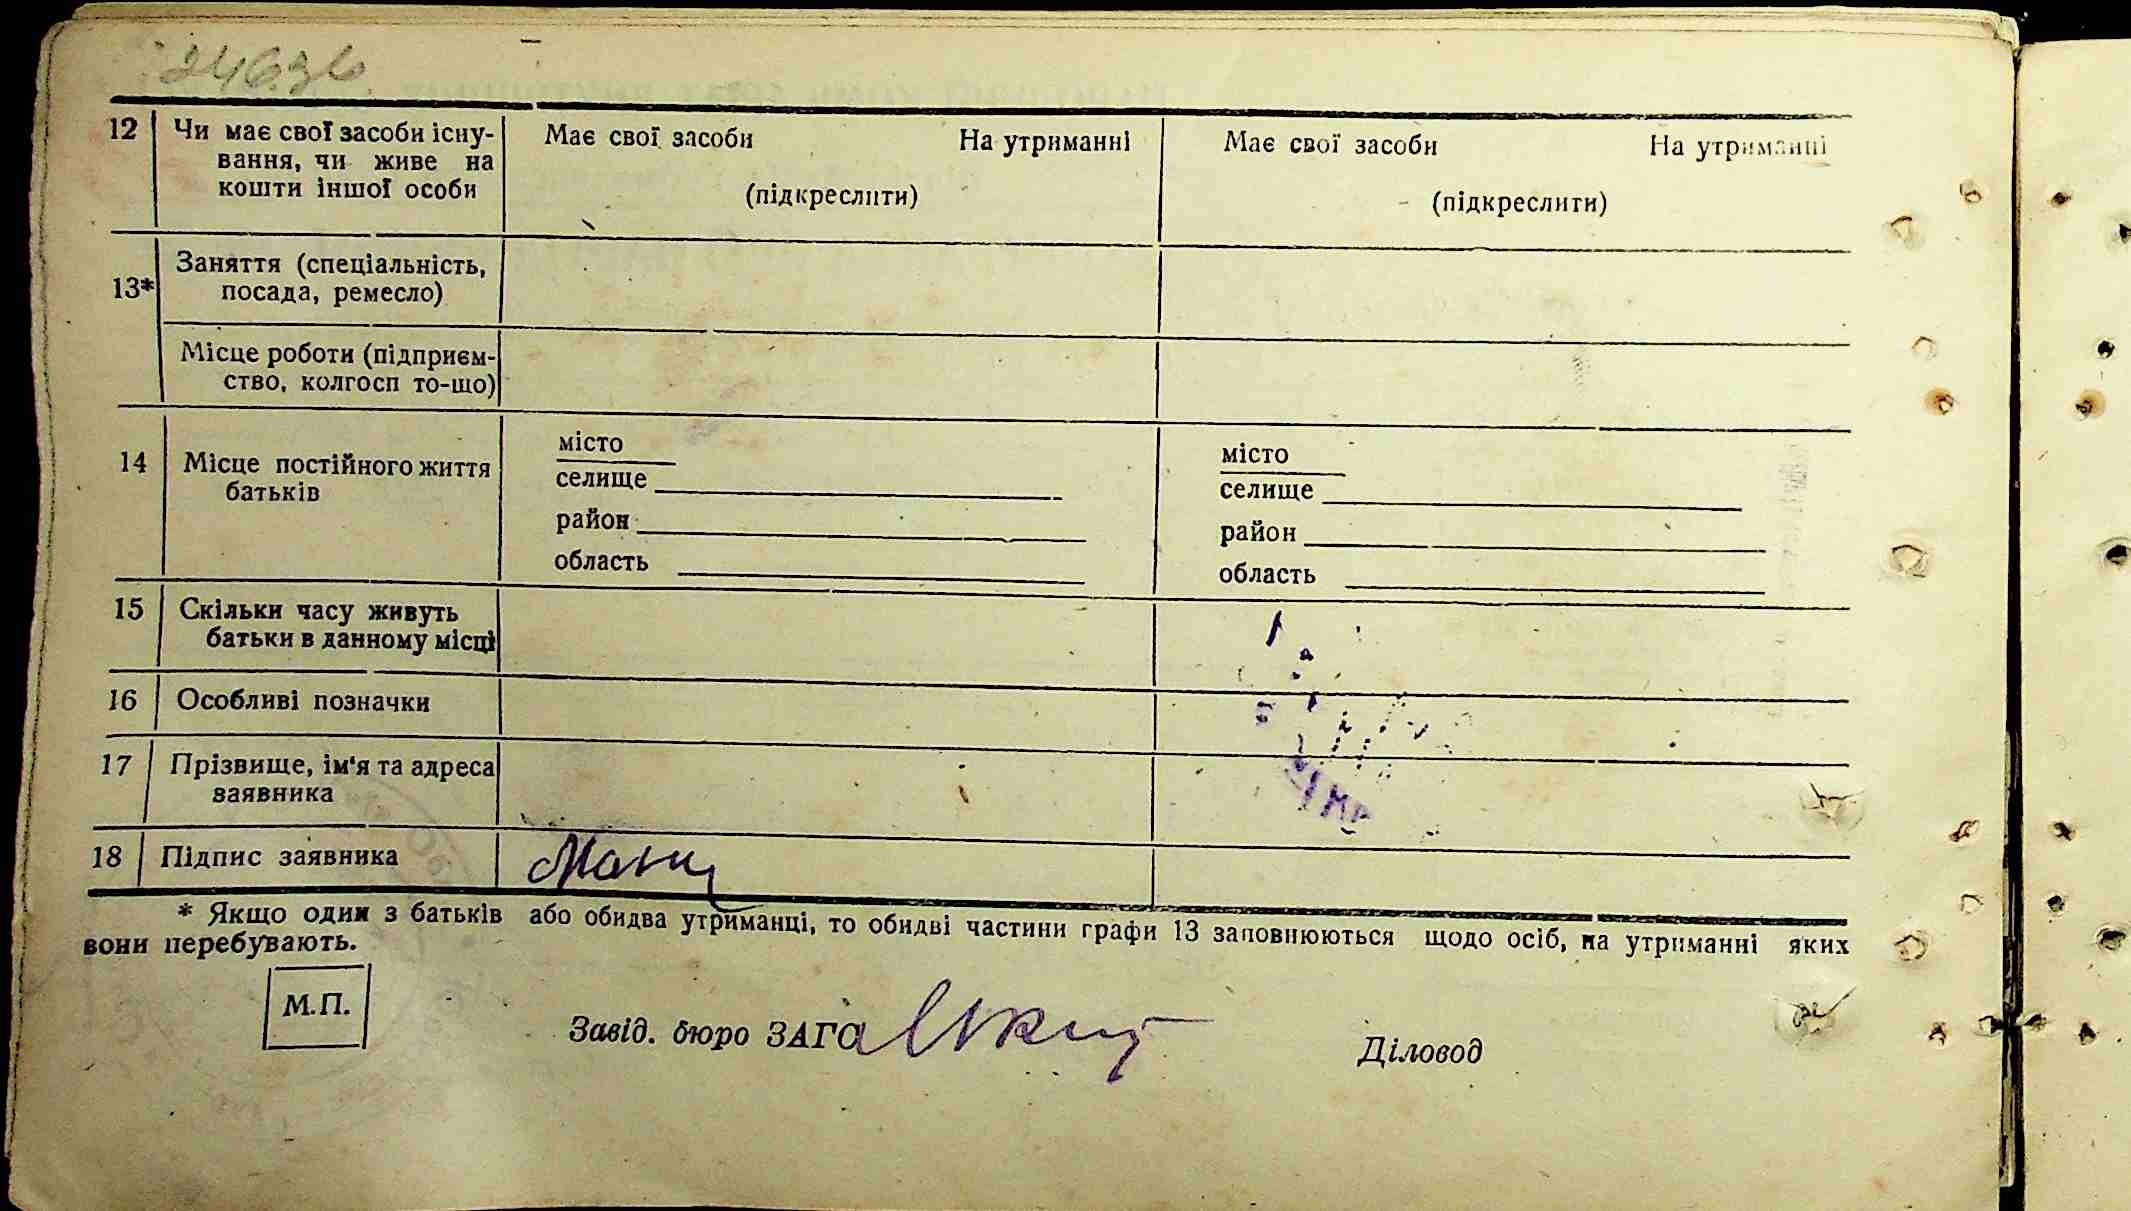 12 Чи має свої засоби існу-
вання, чи живе на
кошти іншої особи
Має свої засоби На утриманні
(підкреслити)
Має свої засоби На утриманні
(підкреслити)
13* Заняття (спеціальність,
посада, ремесло)
Місце роботи (підприєм-
ство, колгосп то-що)
14 Місце постійного життя
батьків
місто
селище
район
область
місто
селище
район
область
15 Скільки часу живуть
батьки в данному місці
16 Особливі позначки
17 Прізвище, ім'я та адреса
заявника
18 Підпис заявника
* Якщо один з батьків або обидва утриманці, то обидві частини графи 13 заповнюються щодо осіб, на утриманні яких
вони перебувають.
М.П.
Завід. бюро ЗАГС
Діловод